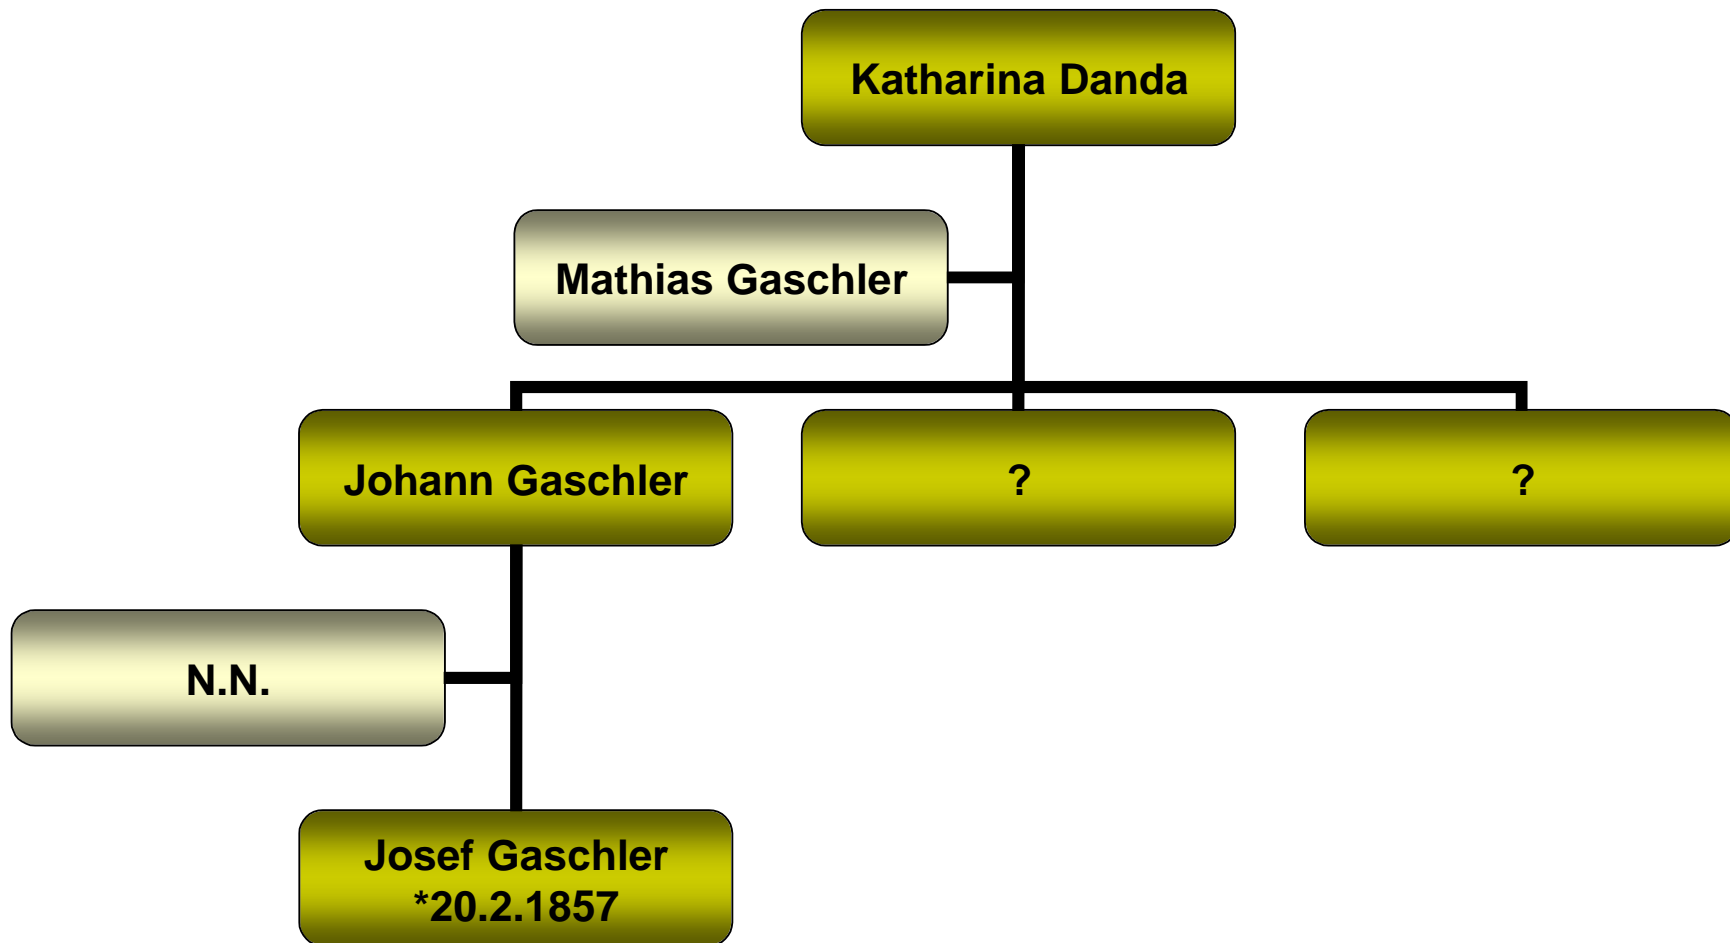 Katharina Danda
Mathias Gaschler
Johann Gaschler
?
?
N.N.
Josef Gaschler
*20.2.1857